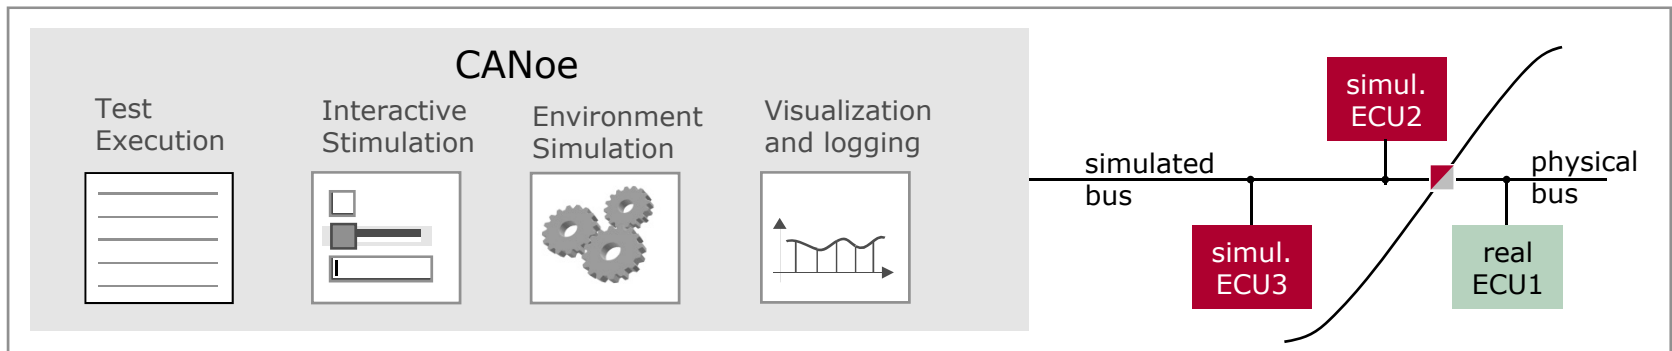 CANoe
Test
Execution
Interactive
Stimulation
Environment
Simulation
Visualization
and logging
simul.
ECU2
simulated
bus
physical
bus
simul.
ECU3
real
ECU1